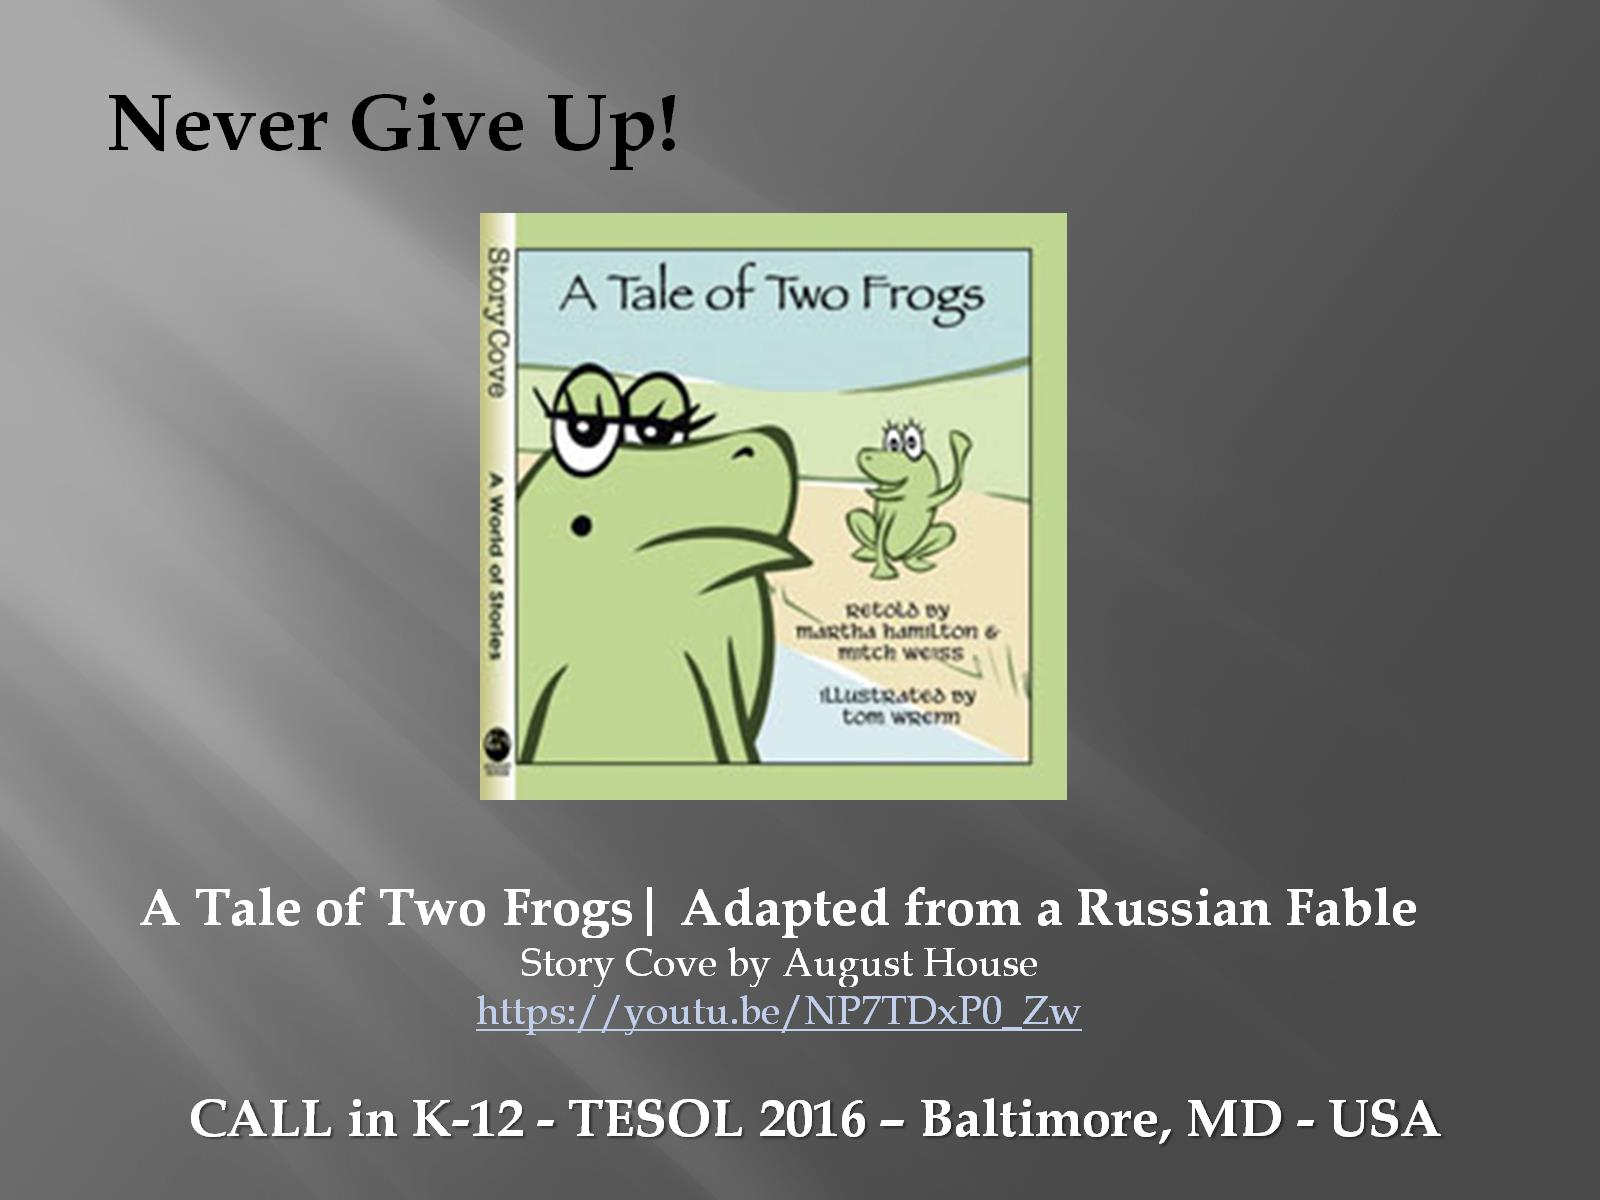 Never Give Up!
Story Cove
A World of Stories
A Tale of Two Frogs
Retold by
Martha Hamilton &
Mitch Weiss
Illustrated by
Tom Wrenn
A Tale of Two Frogs| Adapted from a Russian Fable
Story Cove by August House
https://youtu.be/NP7TDxP0_Zw
CALL in K-12 - TESOL 2016 – Baltimore, MD - USA